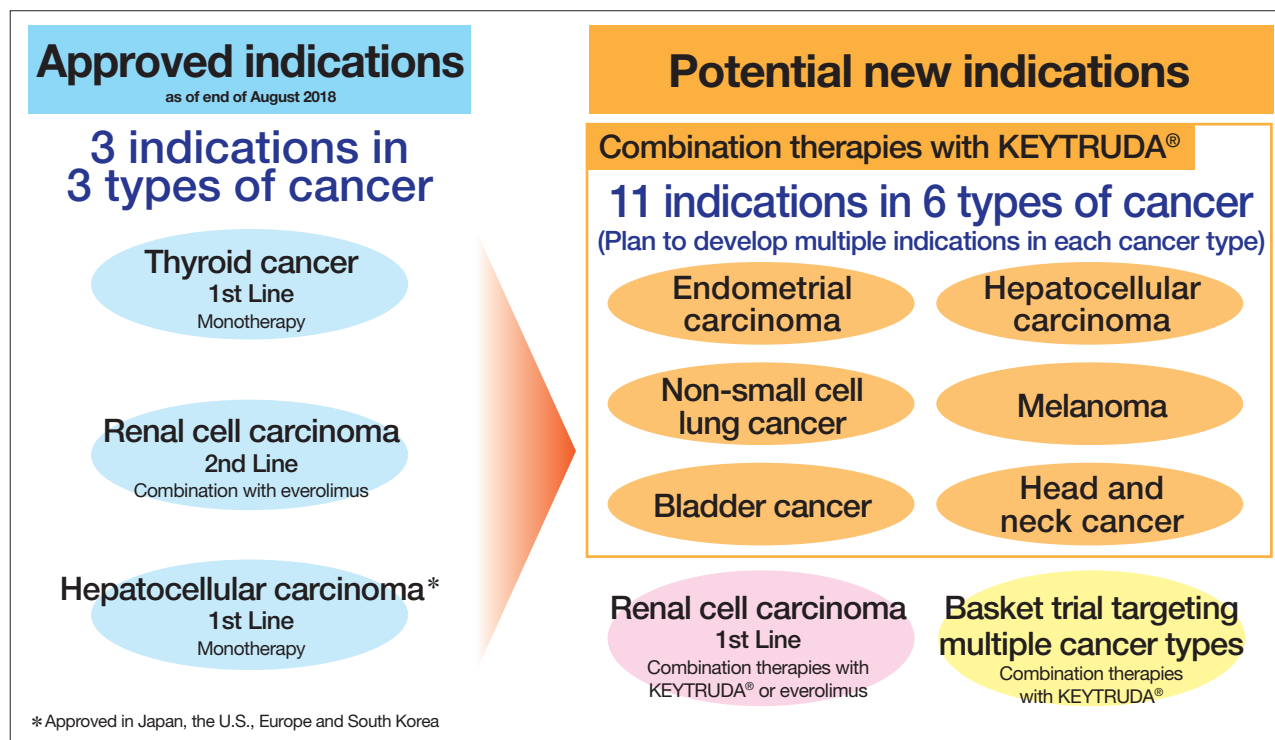 Approved indications
as of end of August 2018
3 indications in
3 types of cancer
Thyroid cancer
1st Line
Monotherapy
Renal cell carcinoma
2nd Line
Combination with everolimus
Hepatocellular carcinoma*
1st Line
Monotherapy
* Approved in Japan, the U.S., Europe and South Korea
Potential new indications
Combination therapies with KEYTRUDA®
11 indications in 6 types of cancer
(Plan to develop multiple indications in each cancer type)
Endometrial
carcinoma
Hepatocellular
carcinoma
Non-small cell
lung cancer
Melanoma
Bladder cancer
Head and
neck cancer
Renal cell carcinoma
1st Line
Combination therapies with
KEYTRUDA® or everolimus
Basket trial targeting
multiple cancer types
Combination therapies
with KEYTRUDA®